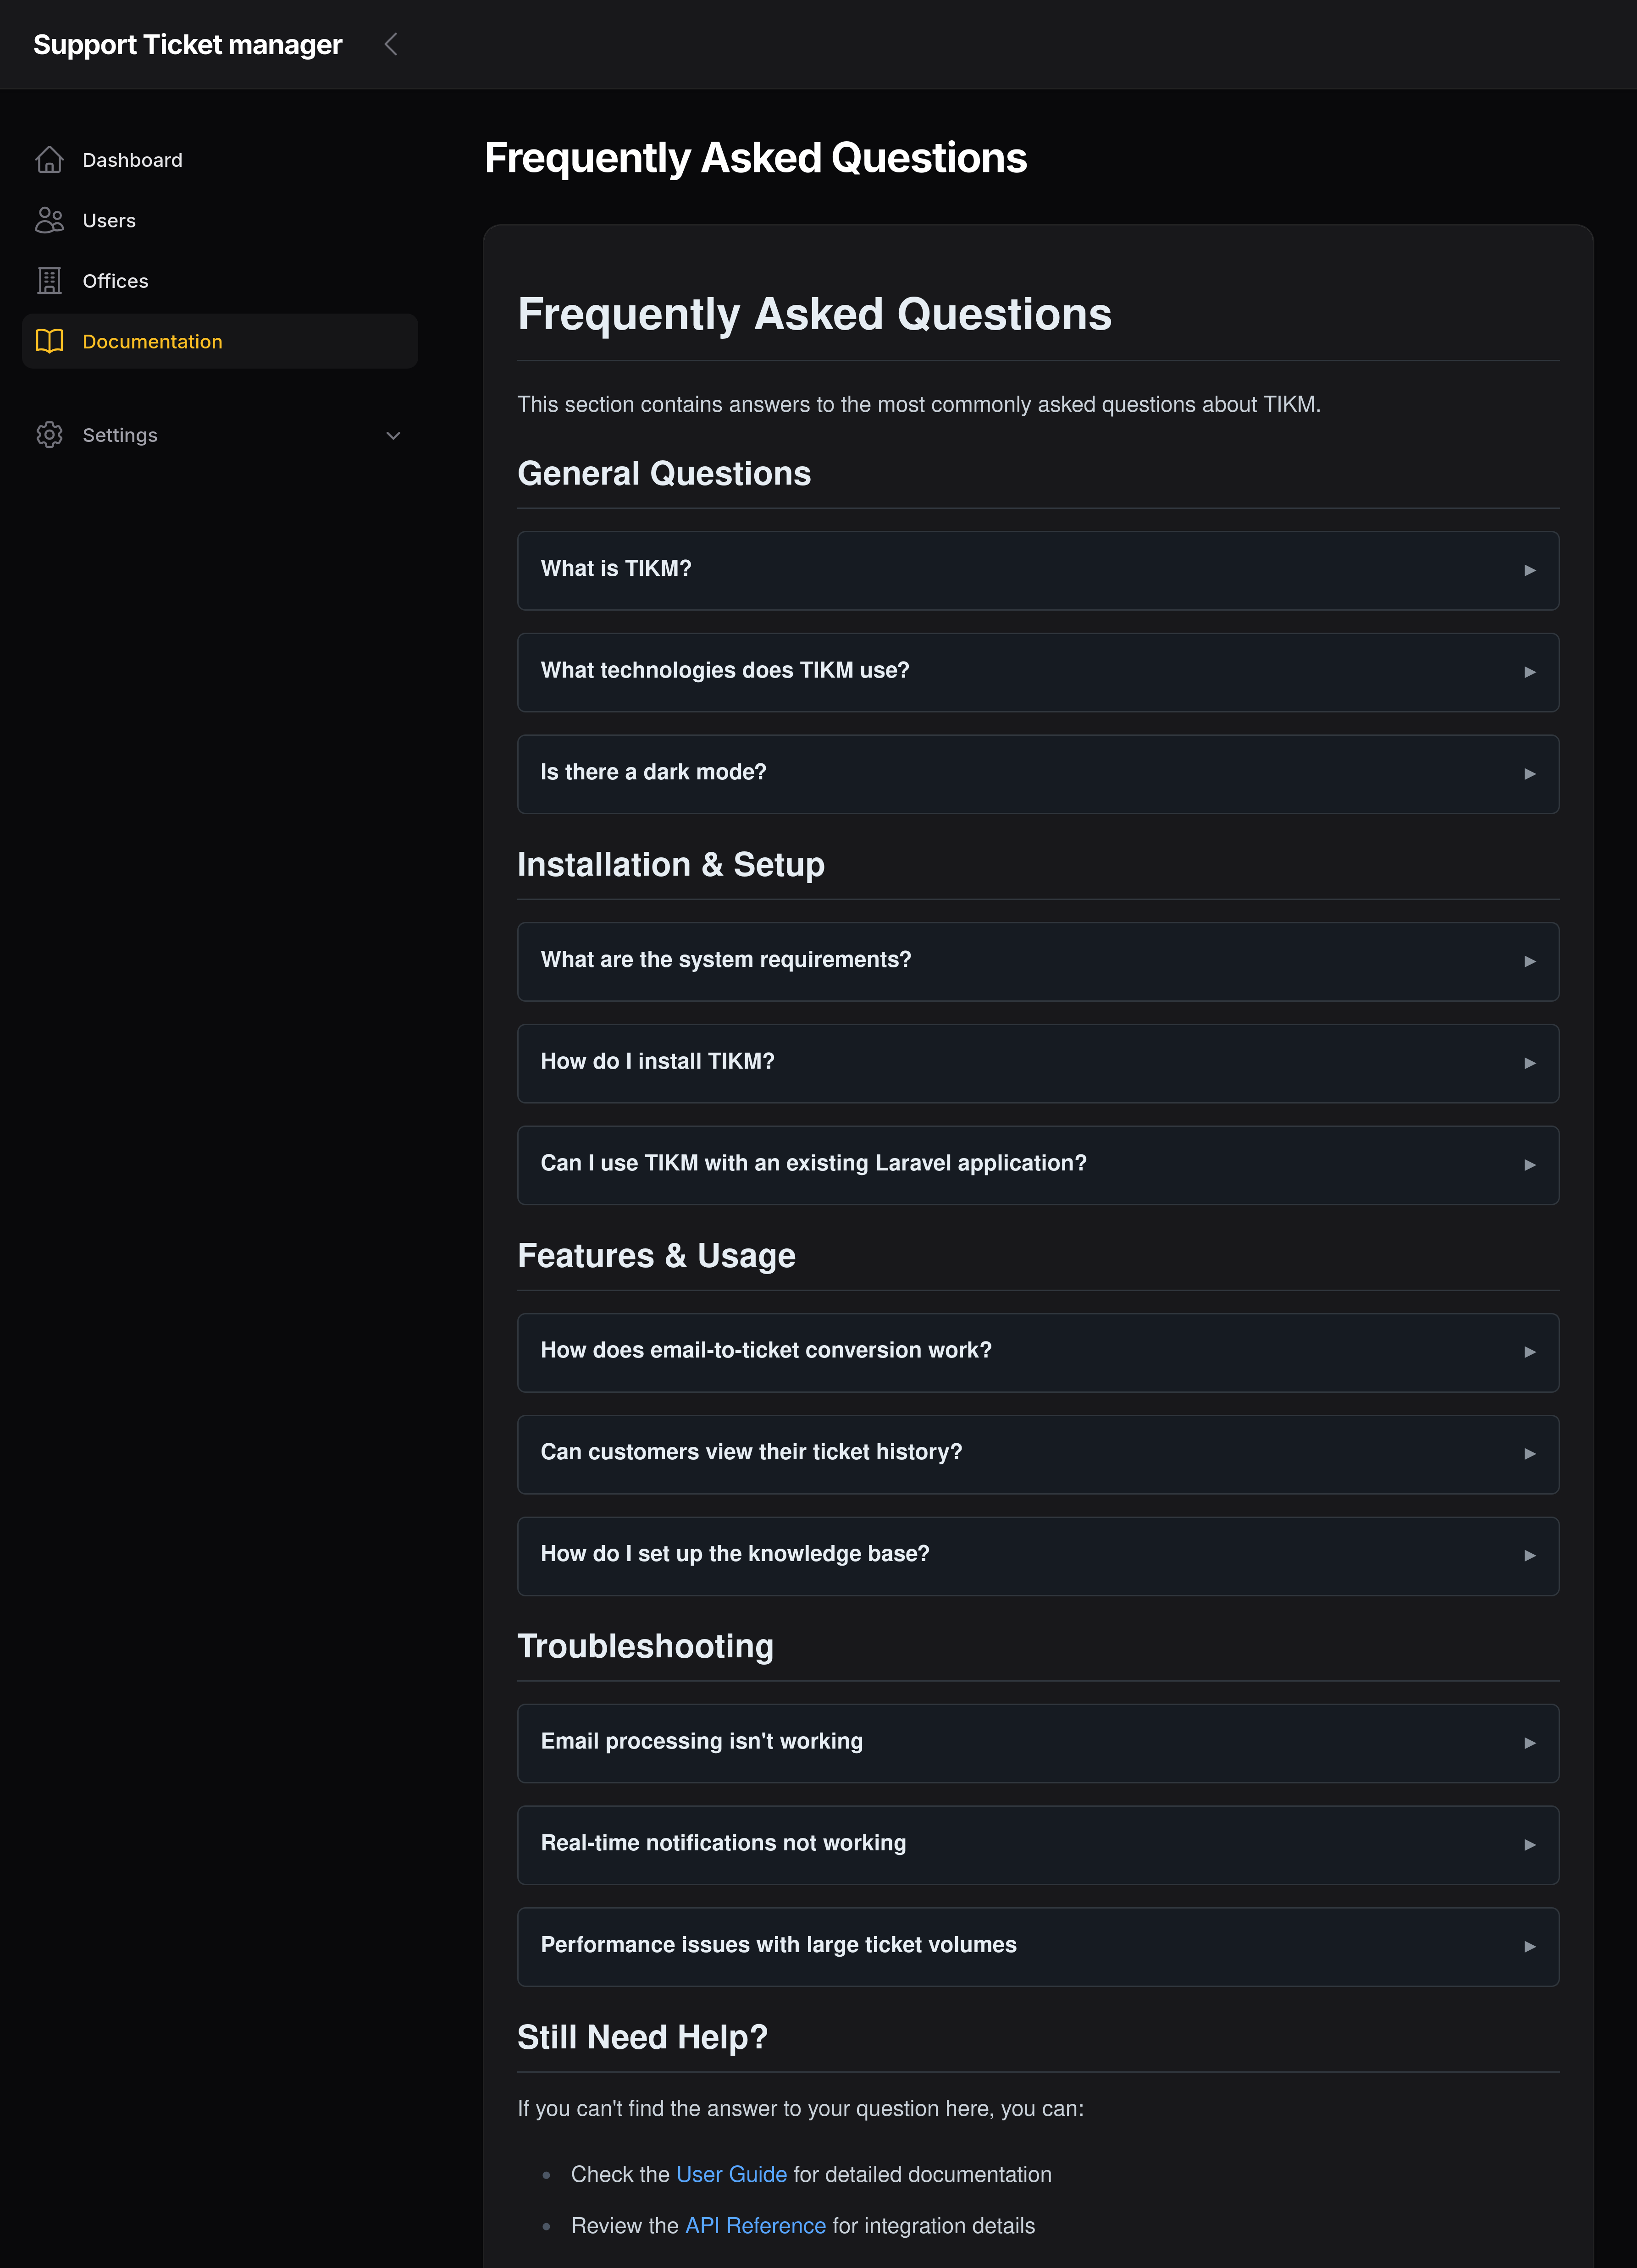 Support Ticket manager
Dashboard
Users
Offices
Documentation
Settings
Frequently Asked Questions
Frequently Asked Questions
This section contains answers to the most commonly asked questions about TIKM.
General Questions
What is TIKM?
What technologies does TIKM use?
Is there a dark mode?
Installation & Setup
What are the system requirements?
How do I install TIKM?
Can I use TIKM with an existing Laravel application?
Features & Usage
How does email-to-ticket conversion work?
Can customers view their ticket history?
How do I set up the knowledge base?
Troubleshooting
Email processing isn't working
Real-time notifications not working
Performance issues with large ticket volumes
Still Need Help?
If you can't find the answer to your question here, you can:
Check the User Guide for detailed documentation
Review the API Reference for integration details